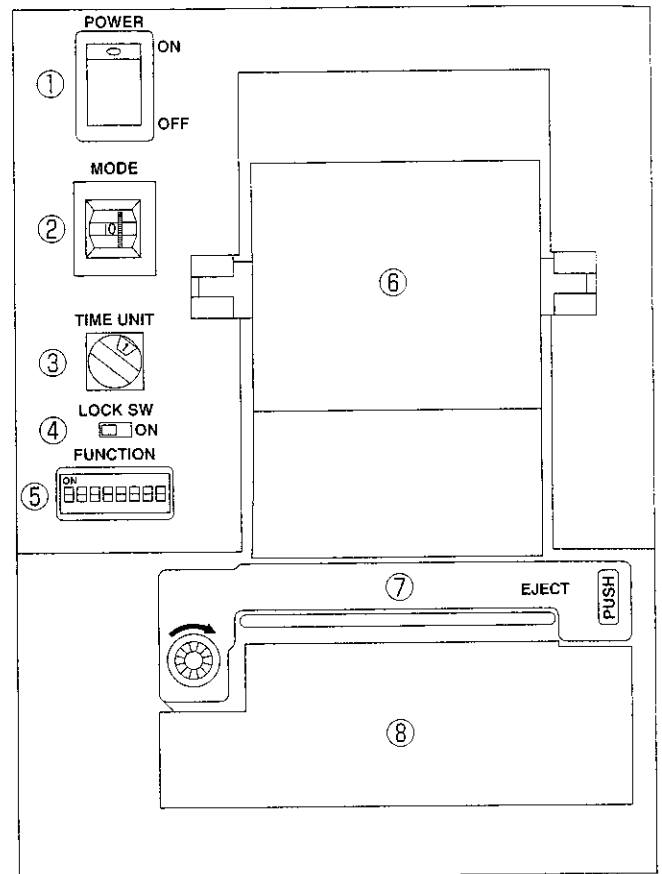 POWER
ON
①
OFF
MODE
②
0
⑥
TIME UNIT
③
1
LOCK SW
④
ON
FUNCTION
⑤
ON
⑦
EJECT
PUSH
⑧